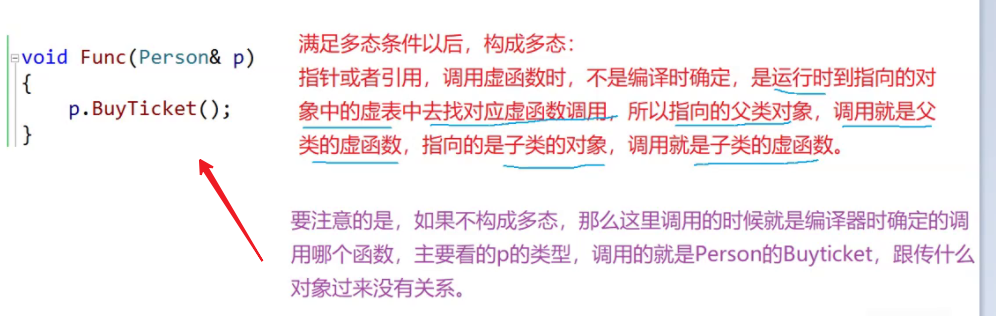 void Func(Person& p)
{
p.BuyTicket();
}
满足多态条件以后，构成多态：
指针或者引用，调用虚函数时，不是编译时确定，是运行时到指向的对
象中的虚表中去找对应虚函数调用，所以指向的父类对象，调用就是父
类的虚函数，指向的是子类的对象，调用就是子类的虚函数。
要注意的是，如果不构成多态，那么这里调用的时候就是编译器时确定的调
用哪个函数，主要看的p的类型，调用的就是Person的Buyticket，跟传什么
对象过来没有关系。